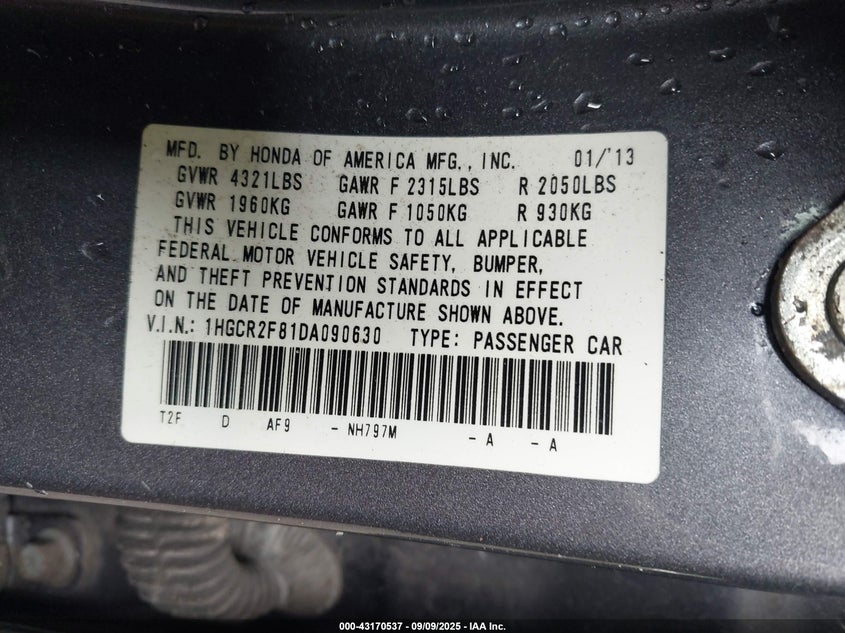 MFD. BY HONDA OF AMERICA MFG., INC. 01/'13
GVWR 4321LBS GAWR F 2315LBS R 2050LBS
GVWR 1960KG GAWR F 1050KG R 930KG
THIS VEHICLE CONFORMS TO ALL APPLICABLE
FEDERAL MOTOR VEHICLE SAFETY, BUMPER,
AND THEFT PREVENTION STANDARDS IN EFFECT
ON THE DATE OF MANUFACTURE SHOWN ABOVE.
V.I.N.: 1HGCR2F81DA090630 TYPE: PASSENGER CAR
T2F D AF9 - NH797M - A - A
000-43170537 - 09/09/2025 - IAA Inc.